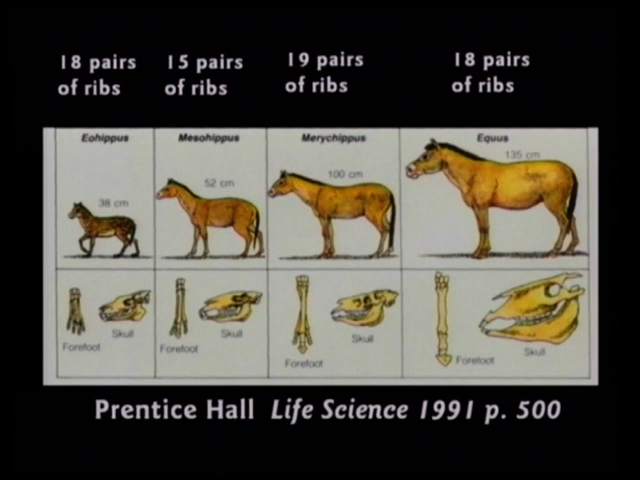 18 pairs
of ribs
15 pairs
of ribs
19 pairs
of ribs
18 pairs
of ribs
Eohippus
Mesohippus
Merychippus
Equus
38 cm
52 cm
100 cm
135 cm
Forefoot
Skull
Forefoot
Skull
Forefoot
Skull
Forefoot
Skull
Prentice Hall Life Science 1991 p. 500